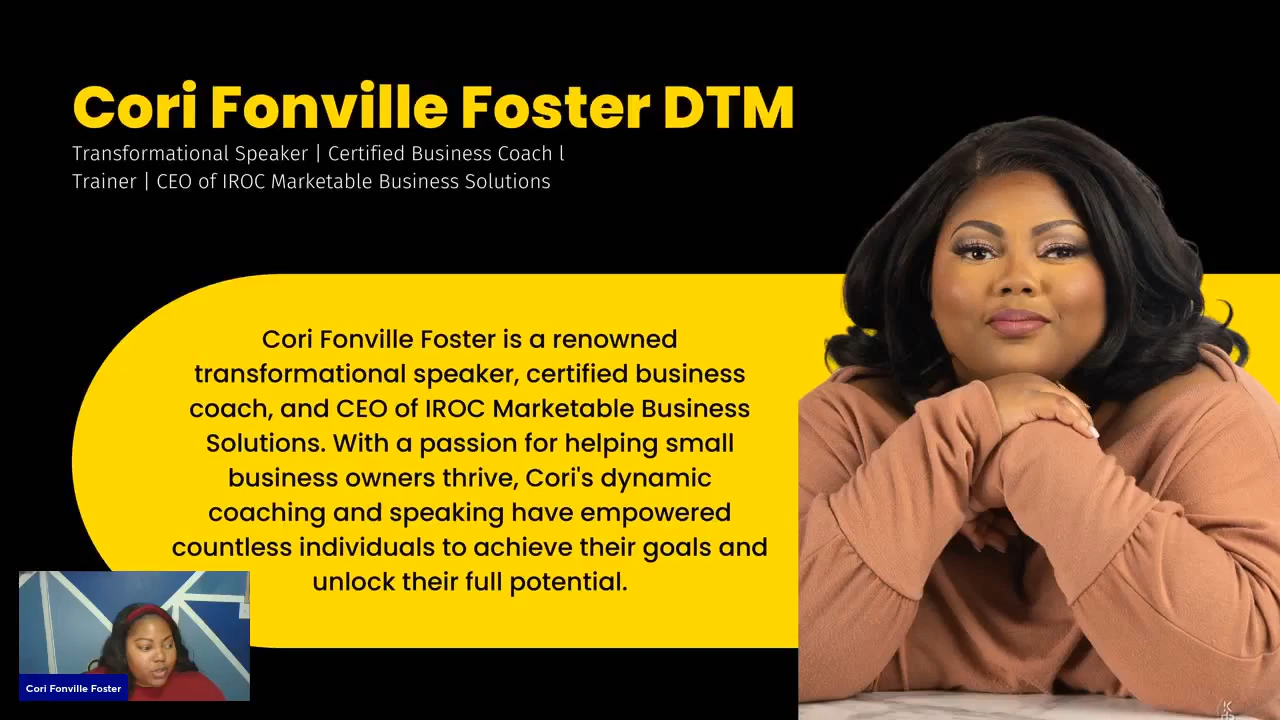 Cori Fonville Foster DTM
Transformational Speaker | Certified Business Coach l
Trainer | CEO of IROC Marketable Business Solutions
Cori Fonville Foster is a renowned
transformational speaker, certified business
coach, and CEO of IROC Marketable Business
Solutions. With a passion for helping small
business owners thrive, Cori's dynamic
coaching and speaking have empowered
countless individuals to achieve their goals and
unlock their full potential.
Cori Fonville Foster